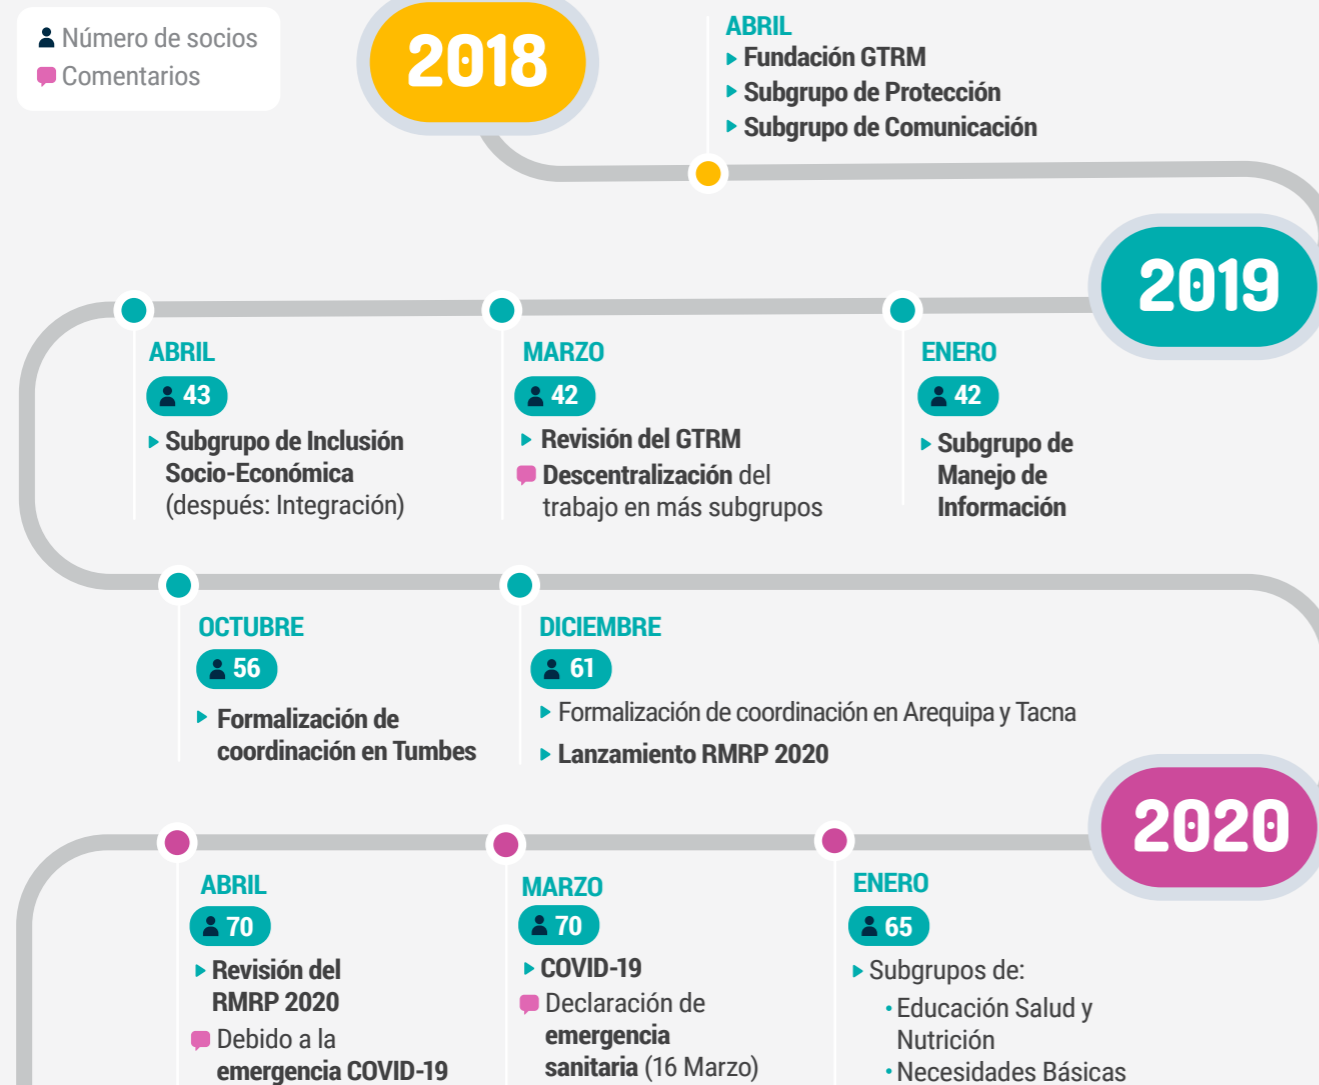 Número de socios
Comentarios
2018
ABRIL
Fundación GTRM
Subgrupo de Protección
Subgrupo de Comunicación
2019
ENERO
42
Subgrupo de
Manejo de
Información
MARZO
42
Revisión del GTRM
Descentralización del
trabajo en más subgrupos
ABRIL
43
Subgrupo de Inclusión
Socio-Económica
(después: Integración)
OCTUBRE
56
Formalización de
coordinación en Tumbes
DICIEMBRE
61
Formalización de coordinación en Arequipa y Tacna
Lanzamiento RMRP 2020
2020
ENERO
65
Subgrupos de:
Educación Salud y
Nutrición
Necesidades Básicas
MARZO
70
COVID-19
Declaración de
emergencia
sanitaria (16 Marzo)
ABRIL
70
Revisión del
RMRP 2020
Debido a la
emergencia COVID-19